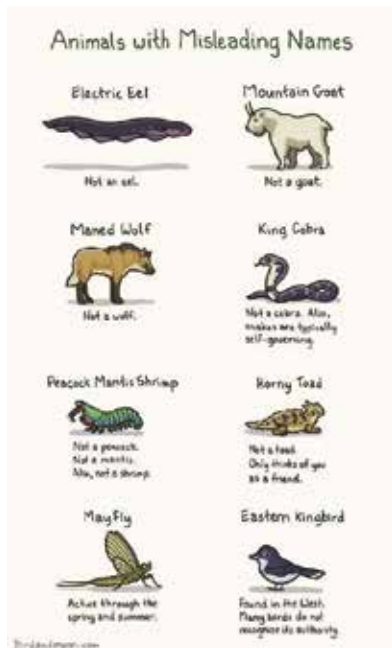 Animals with Misleading Names
Electric Eel
Not an eel.
Mountain Goat
Not a goat.
Maned Wolf
Not a wolf.
King Cobra
Not a cobra. Also,
snakes are typically
self-governing.
Peacock Mantis Shrimp
Not a peacock.
Not a mantis.
Also, not a shrimp.
Horny Toad
Not a toad.
Only thinks of you
as a friend.
Mayfly
Active through the
spring and summer.
Eastern Kingbird
Found in the West.
Many birds do not
recognize its authority.
Birdandmoon.com